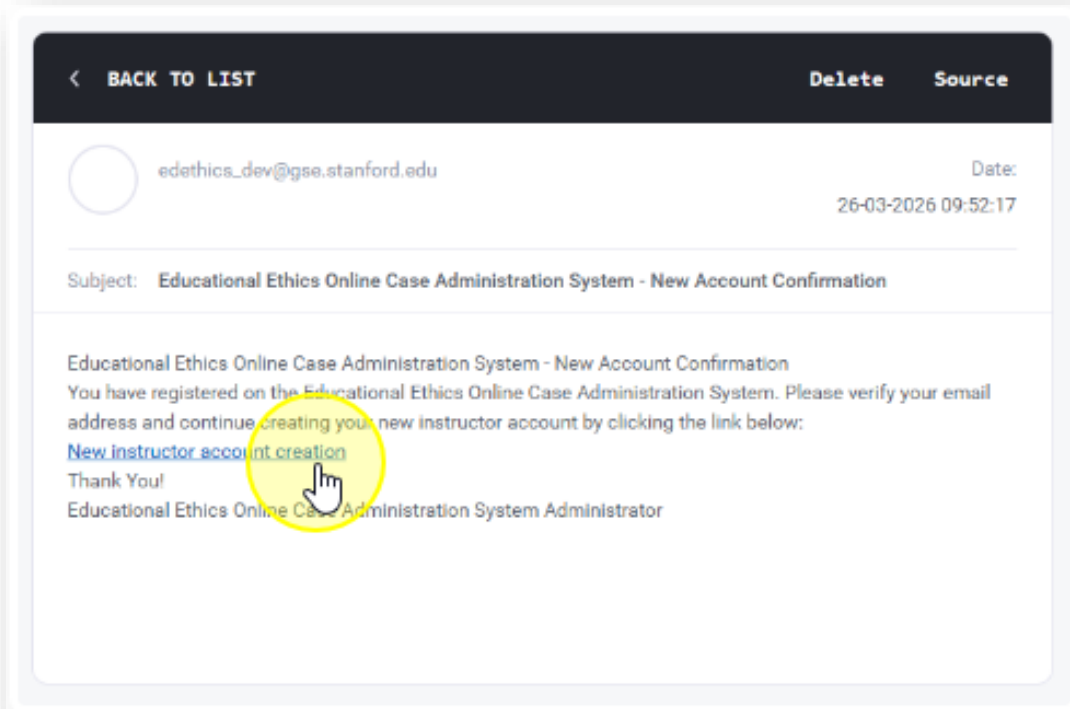 BACK TO LIST
Delete
Source
edethics_dev@gse.stanford.edu
Date:
26-03-2026 09:52:17
Subject: Educational Ethics Online Case Administration System - New Account Confirmation
Educational Ethics Online Case Administration System - New Account Confirmation
You have registered on the Educational Ethics Online Case Administration System. Please verify your email
address and continue creating your new instructor account by clicking the link below:
New instructor account creation
Thank You!
Educational Ethics Online Case Administration System Administrator